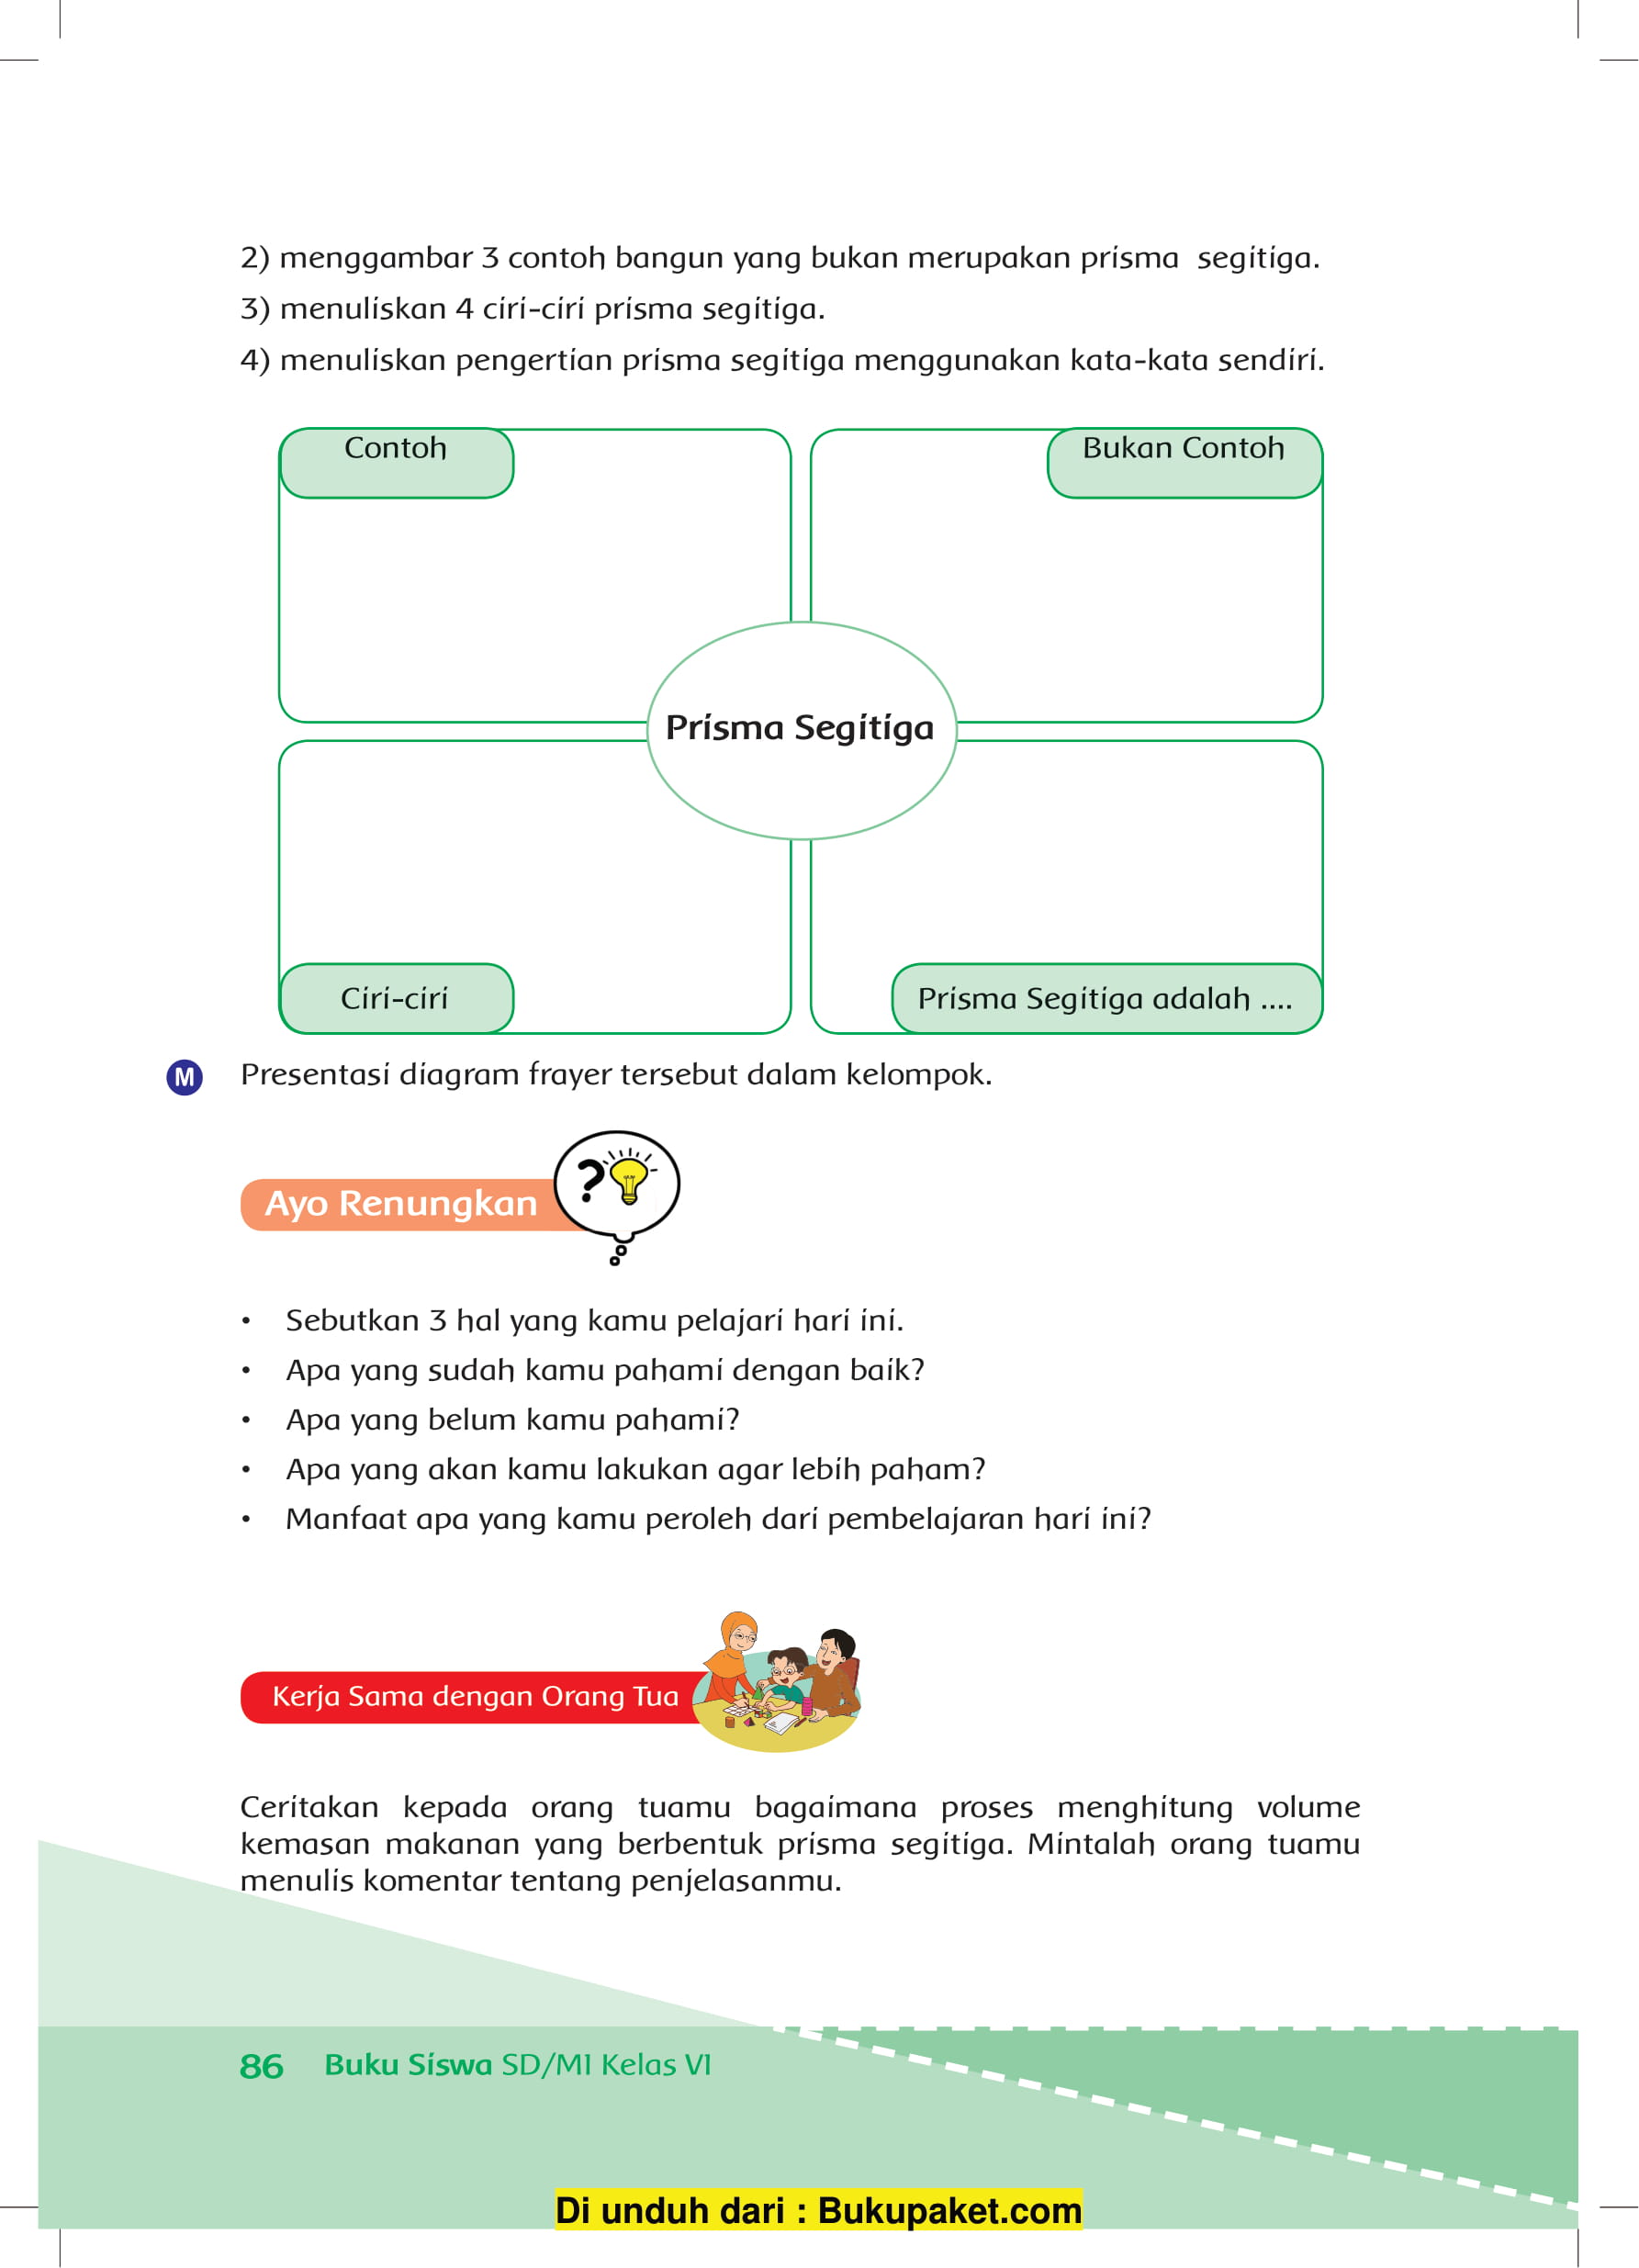 2) menggambar 3 contoh bangun yang bukan merupakan prisma segitiga.
3) menuliskan 4 ciri-ciri prisma segitiga.
4) menuliskan pengertian prisma segitiga menggunakan kata-kata sendiri.
Contoh
Bukan Contoh
Prisma Segitiga
Ciri-ciri
Prisma Segitiga adalah ....
M Presentasi diagram frayer tersebut dalam kelompok.
?
Ayo Renungkan
• Sebutkan 3 hal yang kamu pelajari hari ini.
• Apa yang sudah kamu pahami dengan baik?
• Apa yang belum kamu pahami?
• Apa yang akan kamu lakukan agar lebih paham?
• Manfaat apa yang kamu peroleh dari pembelajaran hari ini?
Kerja Sama dengan Orang Tua
Ceritakan kepada orang tuamu bagaimana proses menghitung volume
kemasan makanan yang berbentuk prisma segitiga. Mintalah orang tuamu
menulis komentar tentang penjelasanmu.
86 Buku Siswa SD/MI Kelas VI
Di unduh dari : Bukupaket.com